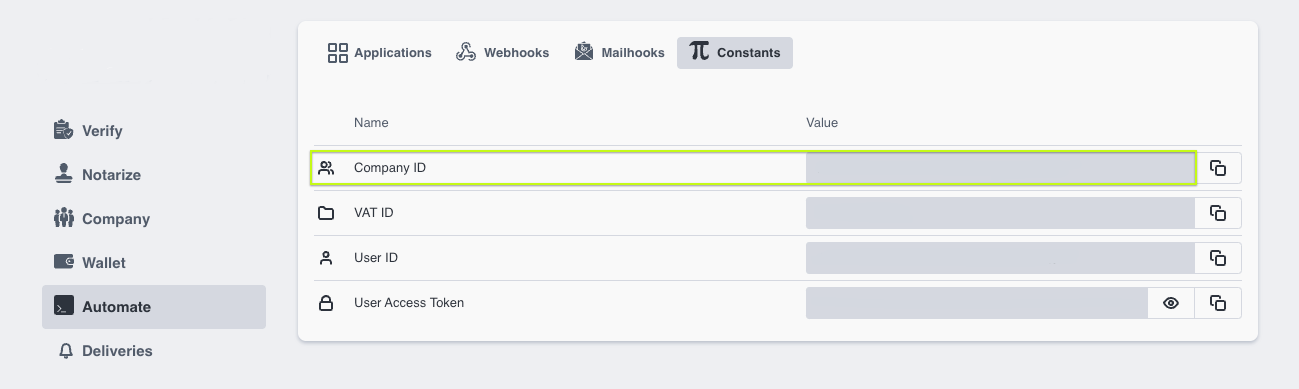 Applications Webhooks Mailhooks Constants
Verify
Notarize
Company
Wallet
Automate
Deliveries
Name Value
Company ID
VAT ID
User ID
User Access Token